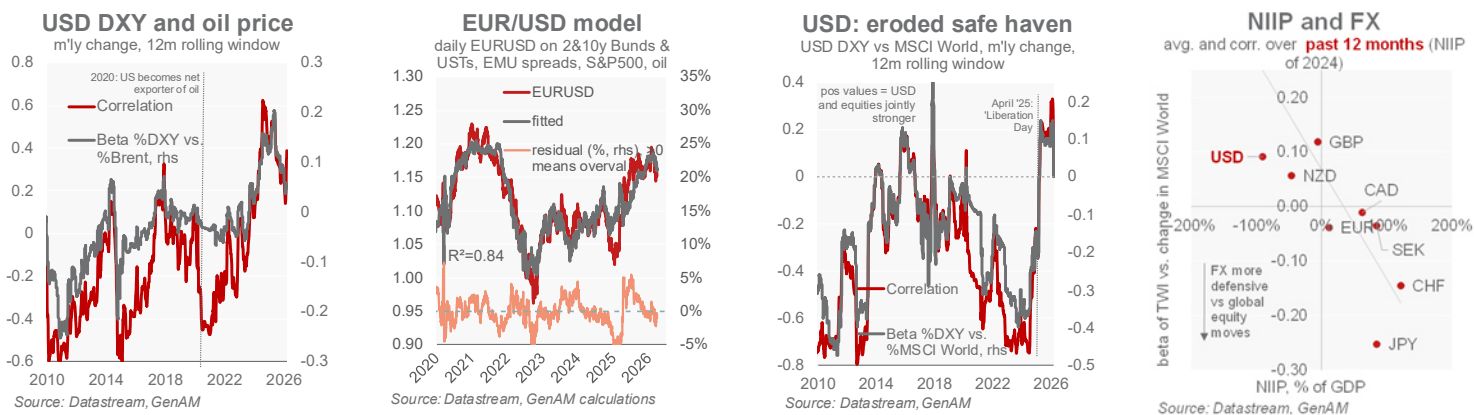 USD DXY and oil price
m'ly change, 12m rolling window
0.8
0.6
0.4
0.2
0
-0.2
-0.4
-0.6
0.3
0.2
0.1
0
-0.1
-0.2
-0.3
2020: US becomes net
exporter of oil
Correlation
Beta %DXY vs.
%Brent, rhs
2010
2014
2018
2022
2026
Source: Datastream, GenAM
EUR/USD model
daily EURUSD on 2&10y Bunds &
USTs, EMU spreads, S&P500, oil
1.30
1.25
1.20
1.15
1.10
1.05
1.00
0.95
0.90
35%
30%
25%
20%
15%
10%
5%
0%
-5%
EURUSD
fitted
residual (%, rhs), >0
means overval.
R²=0.84
2020
2021
2022
2023
2024
2025
2026
Source: Datastream, GenAM calculations
USD: eroded safe haven
USD DXY vs MSCI World, m'ly change,
12m rolling window
0.4
0.2
0
-0.2
-0.4
-0.6
-0.8
0.2
0.1
0
-0.1
-0.2
-0.3
-0.4
-0.5
pos values = USD
and equities jointly
stronger
April '25:
'Liberation
Day
Correlation
Beta %DXY vs.
%MSCI World, rhs
2010
2014
2018
2022
2026
Source: Datastream, GenAM
NIIP and FX
avg. and corr. over past 12 months (NIIP
of 2024)
beta of TWI vs. change in MSCI World
0.20
0.10
0.00
-0.10
-0.20
-0.30
-200%
-100%
0%
100%
200%
USD
GBP
NZD
CAD
EUR
SEK
CHF
JPY
FX more
defensive
vs global
equity
moves
NIIP, % of GDP
Source: Datastream, GenAM